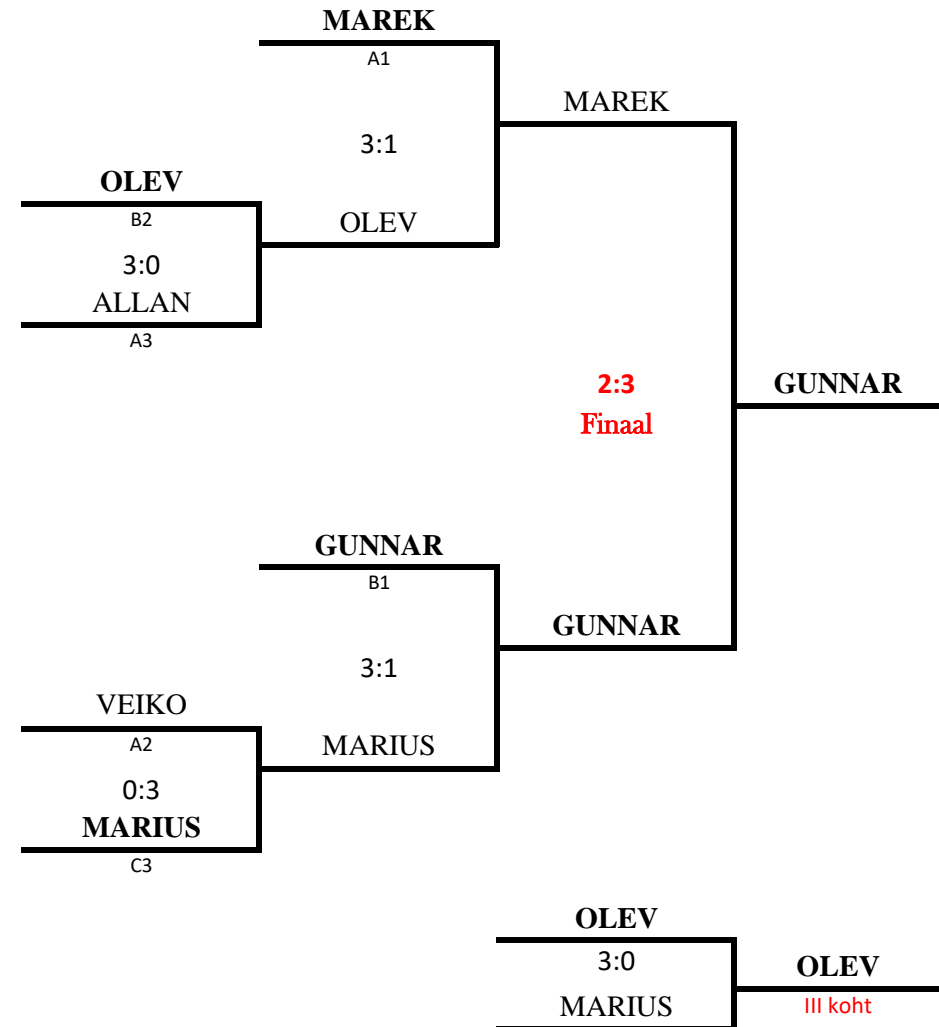 MAREK
A1
MAREK
3:1
OLEV
B2
OLEV
3:0
ALLAN
A3
2:3
GUNNAR
Finaal
GUNNAR
B1
GUNNAR
3:1
VEIKO
A2
MARIUS
0:3
MARIUS
C3
OLEV
3:0
OLEV
MARIUS
III koht